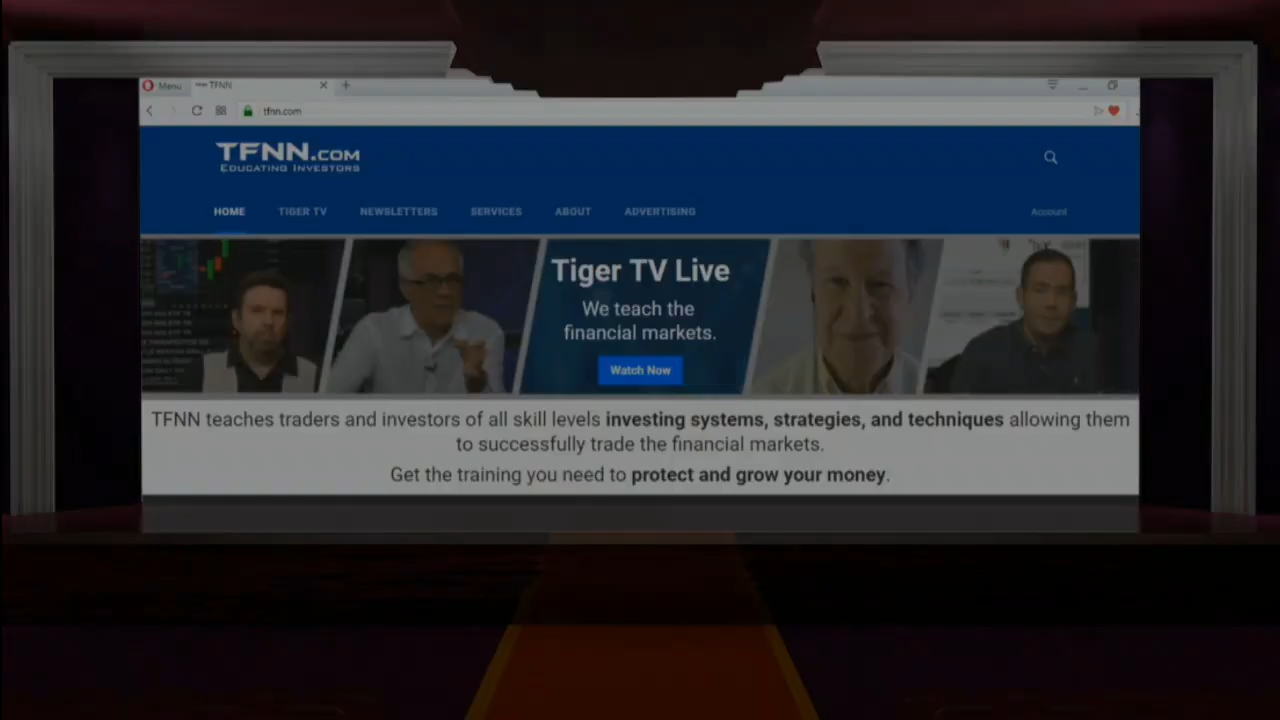 Menu
TFNN
tfnn.com
TFNN.COM
EDUCATING INVESTORS
HOME TIGER TV NEWSLETTERS SERVICES ABOUT ADVERTISING Account
Tiger TV Live
We teach the
financial markets.
Watch Now
TFNN teaches traders and investors of all skill levels investing systems, strategies, and techniques allowing them
to successfully trade the financial markets.
Get the training you need to protect and grow your money.